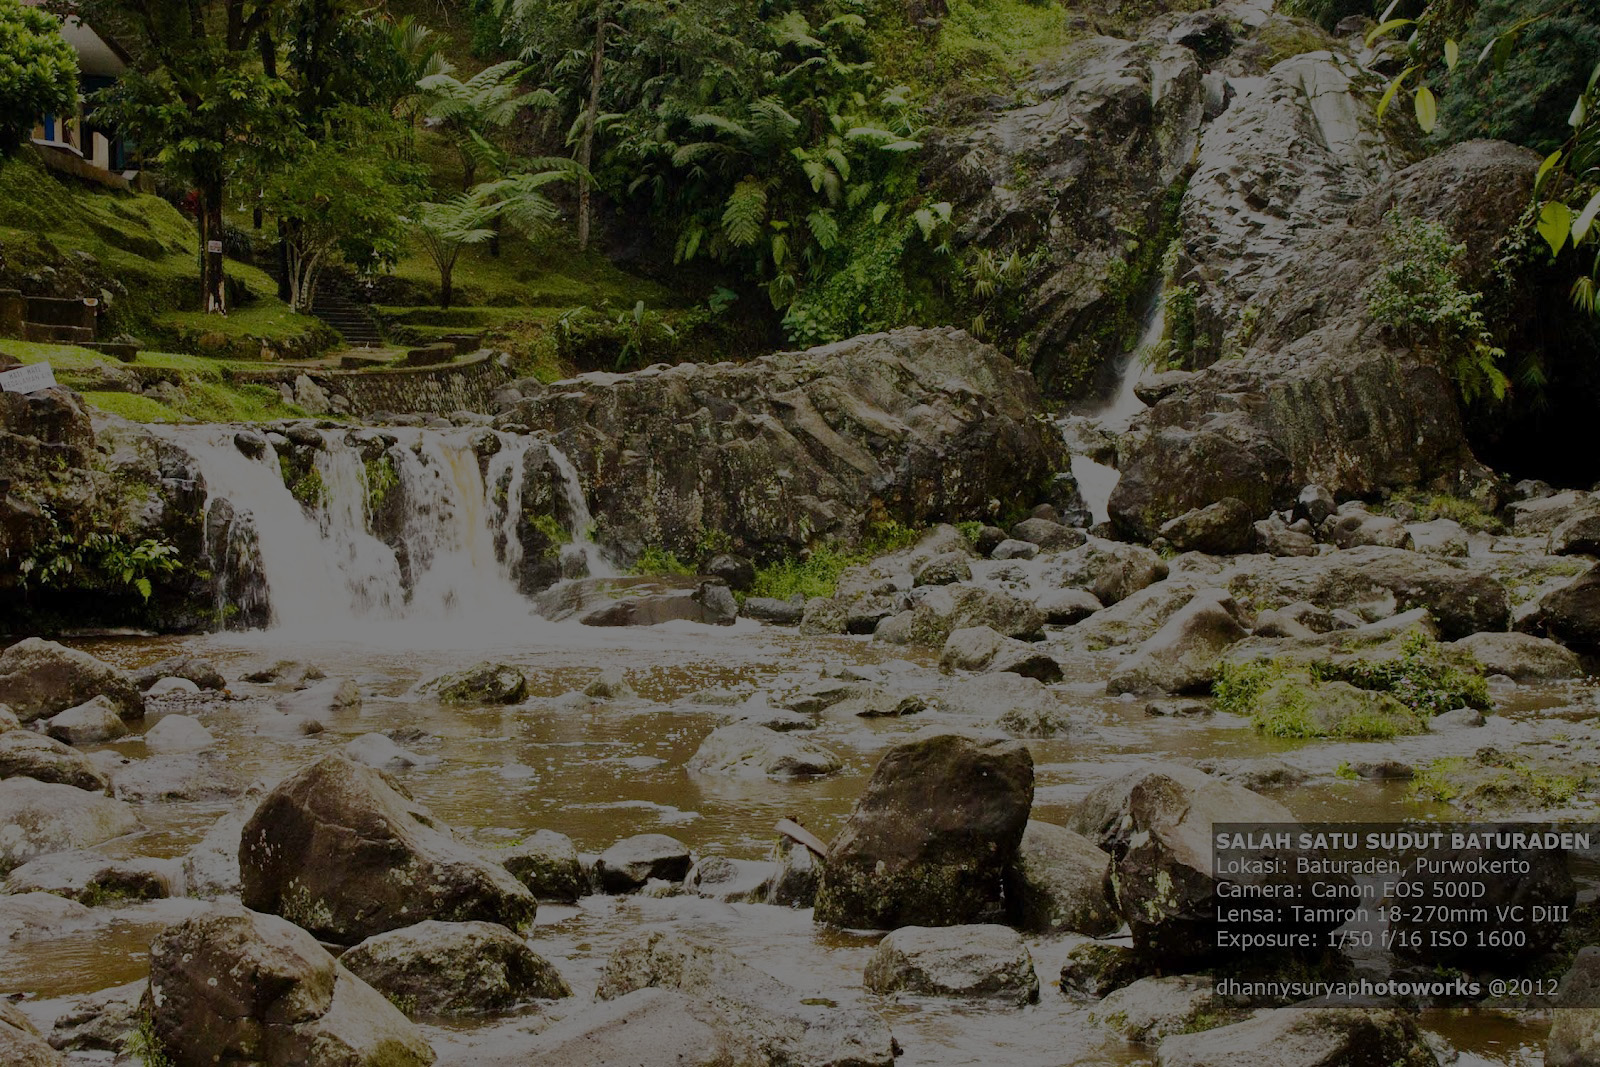 SALAH SATU SUDUT BATURADEN
Lokasi: Baturaden, Purwokerto
Camera: Canon EOS 500D
Lensa: Tamron 18-270mm VC DiII
Exposure: 1/50 f/16 ISO 1600
dhannysuryaphotoworks @2012